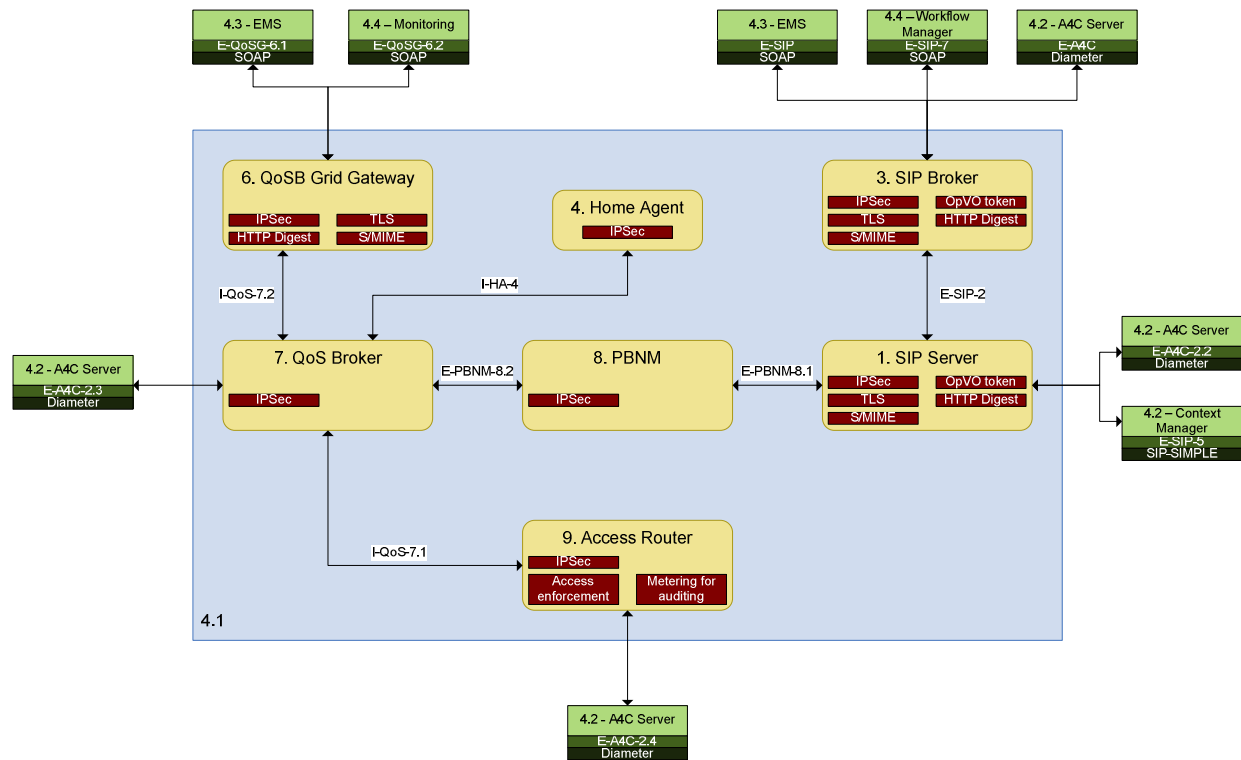 4.3 - EMS
E-QoSG-6.1
SOAP
4.4 - Monitoring
E-QoSG-6.2
SOAP
4.3 - EMS
E-SIP
SOAP
4.4 – Workflow
Manager
E-SIP-7
SOAP
4.2 - A4C Server
E-A4C
Diameter
6. QoSB Grid Gateway
IPSec
TLS
HTTP Digest
S/MIME
4. Home Agent
IPSec
3. SIP Broker
IPSec
OpVO token
TLS
HTTP Digest
S/MIME
I-QoS-7.2
I-HA-4
E-SIP-2
4.2 - A4C Server
E-A4C-2.3
Diameter
7. QoS Broker
IPSec
E-PBNM-8.2
8. PBNM
IPSec
E-PBNM-8.1
1. SIP Server
IPSec
OpVO token
TLS
HTTP Digest
S/MIME
4.2 - A4C Server
E-A4C-2.2
Diameter
4.2 – Context
Manager
E-SIP-5
SIP-SIMPLE
I-QoS-7.1
9. Access Router
IPSec
Access
enforcement
Metering for
auditing
4.1
4.2 - A4C Server
E-A4C-2.4
Diameter